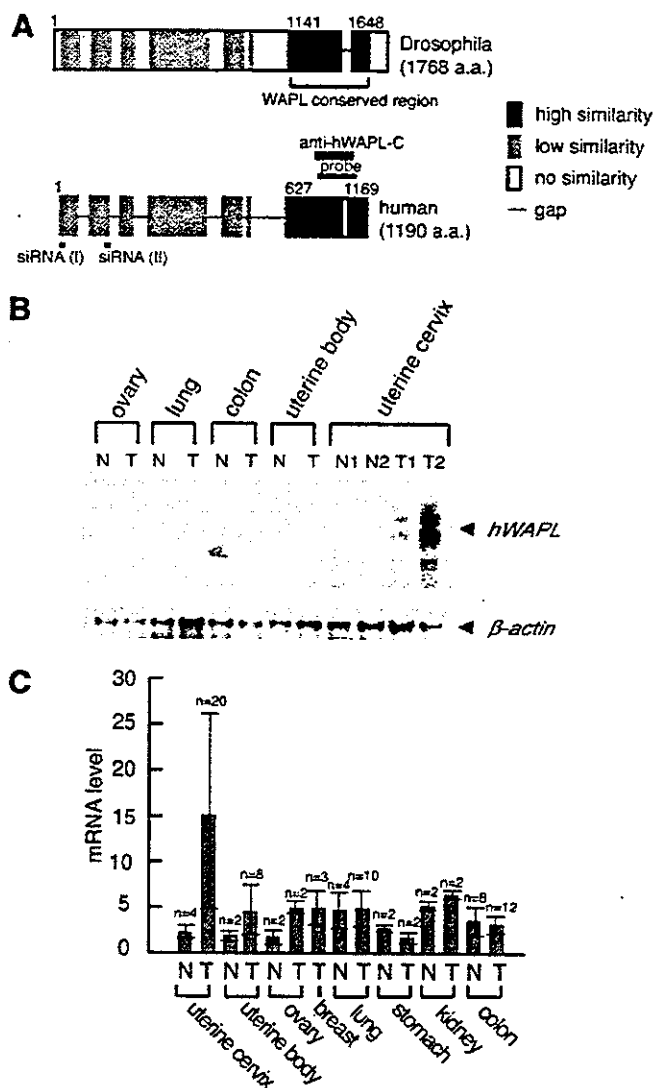 A
1
1141
1648
Drosophila
(1768 a.a.)
WAPL conserved region
high similarity
low similarity
no similarity
gap
anti-hWAPL-C
probe
1
627
1169
human
(1190 a.a.)
siRNA (I)
siRNA (II)
B
ovary
lung
colon
uterine body
uterine cervix
N T N T N T N T N1 N2 T1 T2
hWAPL
β-actin
C
mRNA level
30
25
20
15
10
5
0
n=4
n=20
n=2
n=8
n=2
n=2
n=3
n=4
n=10
n=2
n=2
n=2
n=2
n=8
n=12
N T N T N T T N T N T N T N T
uterine cervix
uterine body
ovary
breast
lung
stomach
kidney
colon